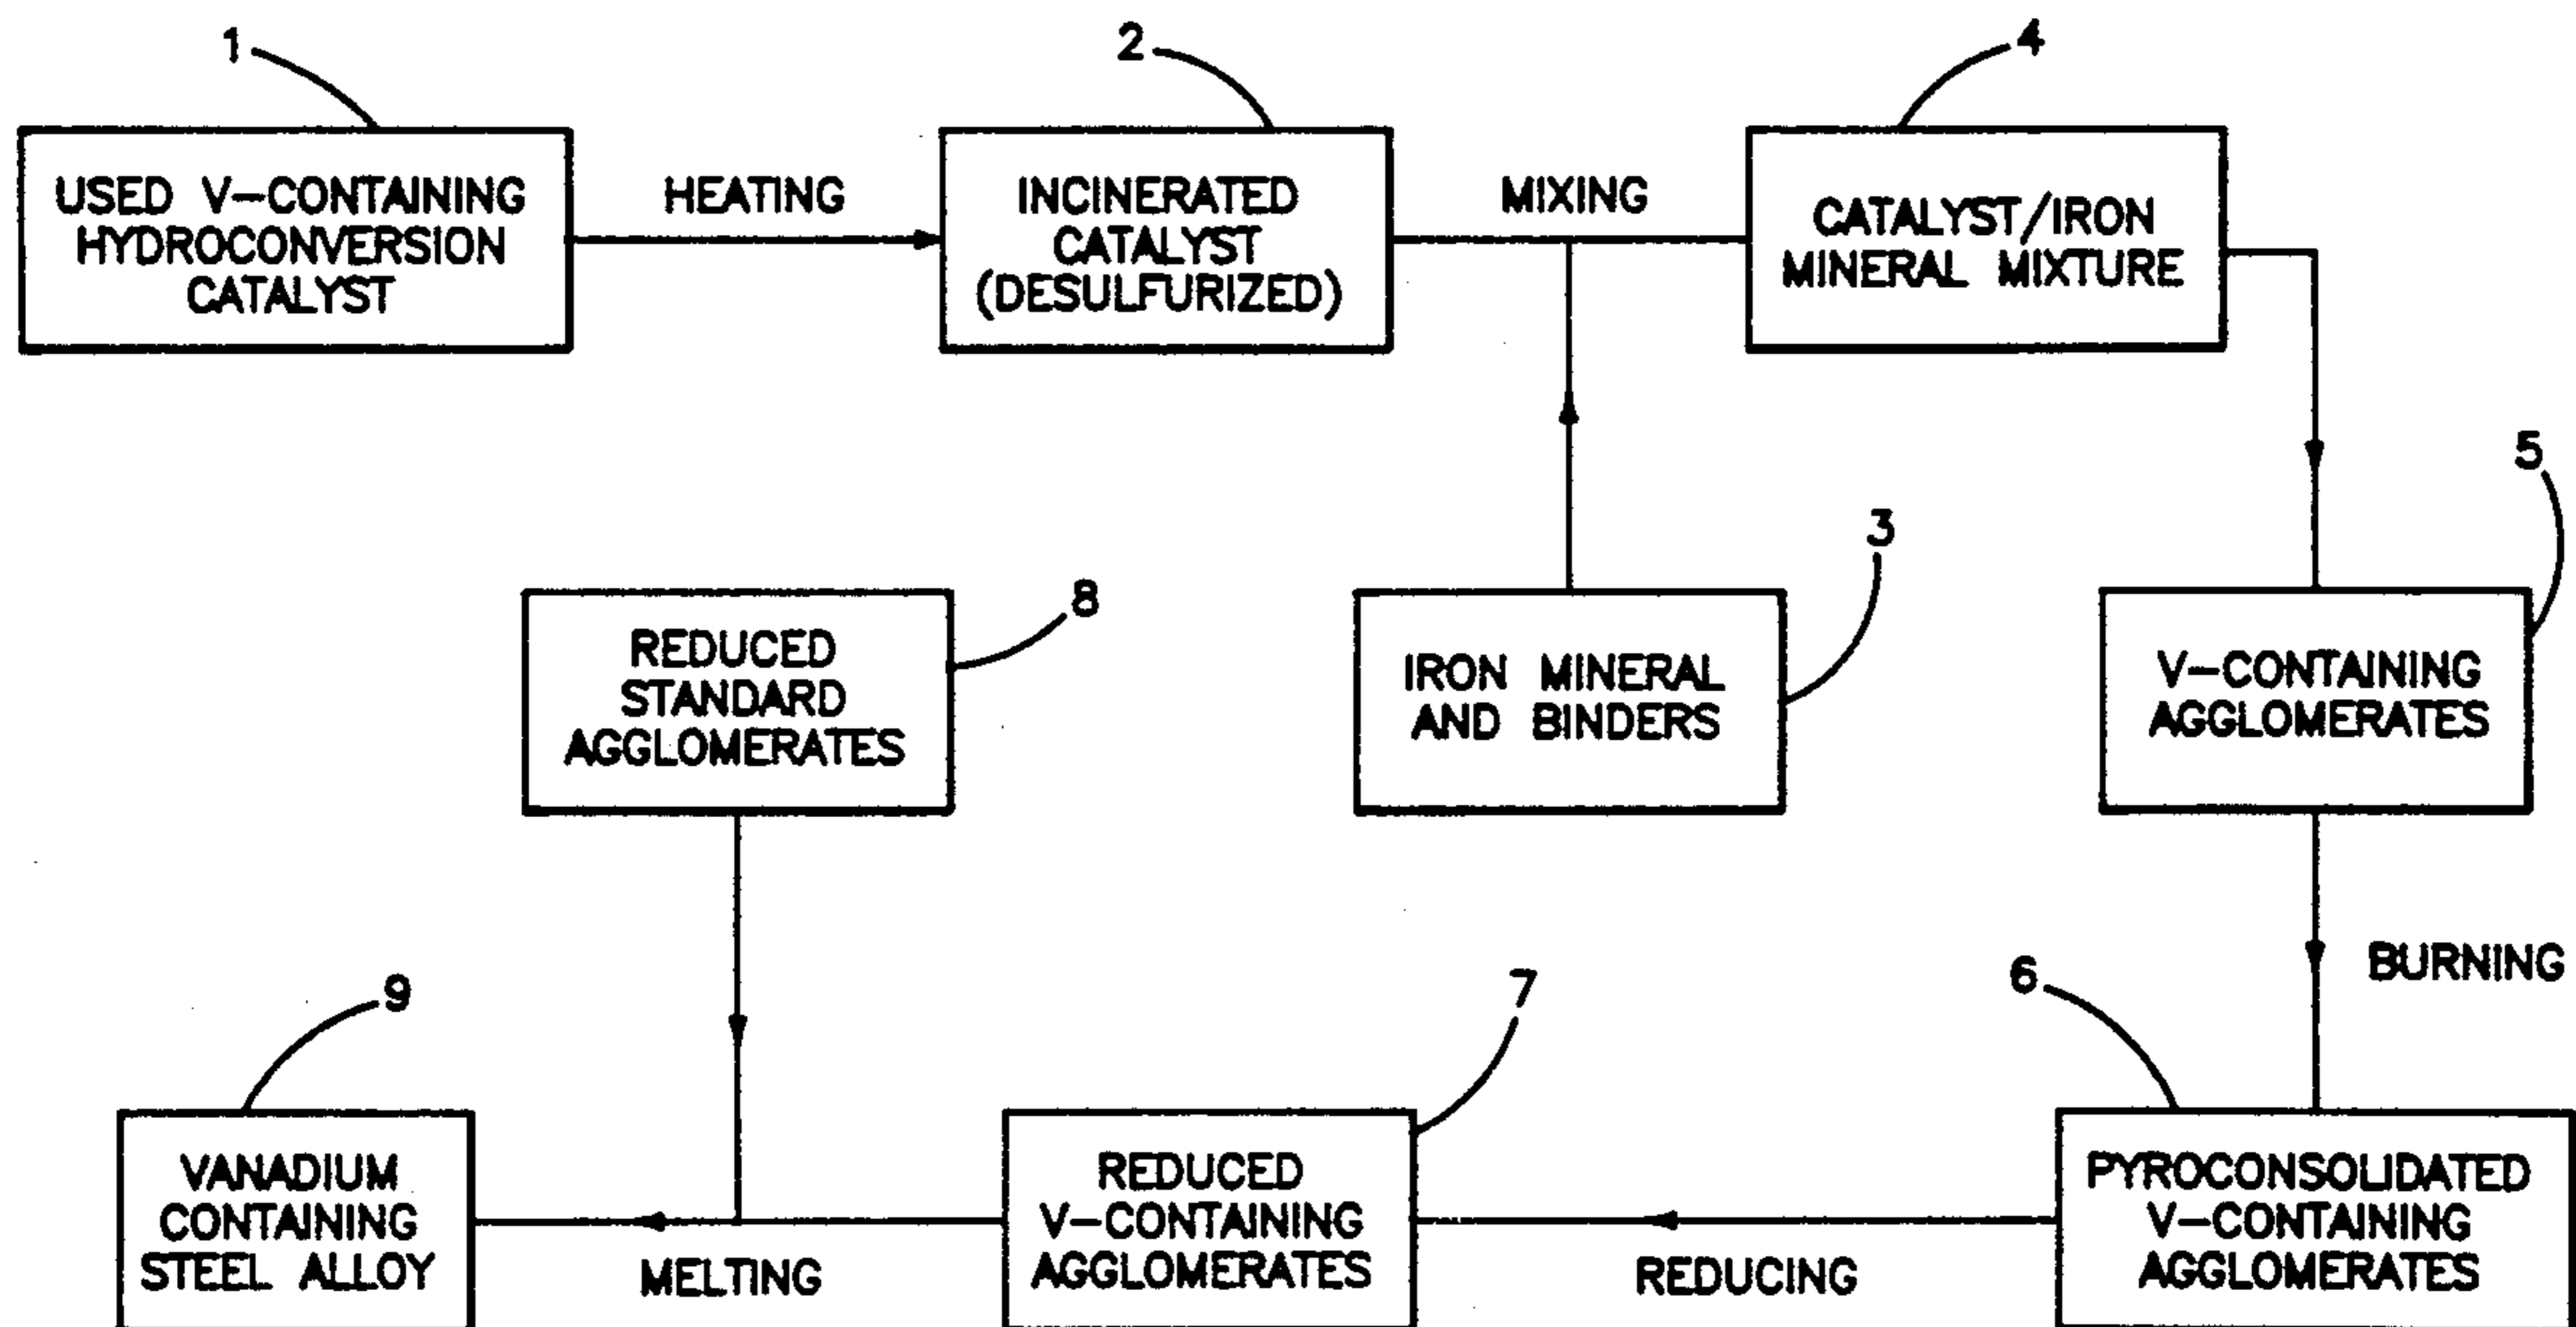 1
2
4
USED V-CONTAINING
HYDROCONVERSION
CATALYST
HEATING
INCINERATED
CATALYST
(DESULFURIZED)
MIXING
CATALYST/IRON
MINERAL MIXTURE
5
3
8
REDUCED
STANDARD
AGGLOMERATES
IRON MINERAL
AND BINDERS
V-CONTAINING
AGGLOMERATES
BURNING
9
7
6
VANADIUM
CONTAINING
STEEL ALLOY
MELTING
REDUCED
V-CONTAINING
AGGLOMERATES
REDUCING
PYROCONSOLIDATED
V-CONTAINING
AGGLOMERATES